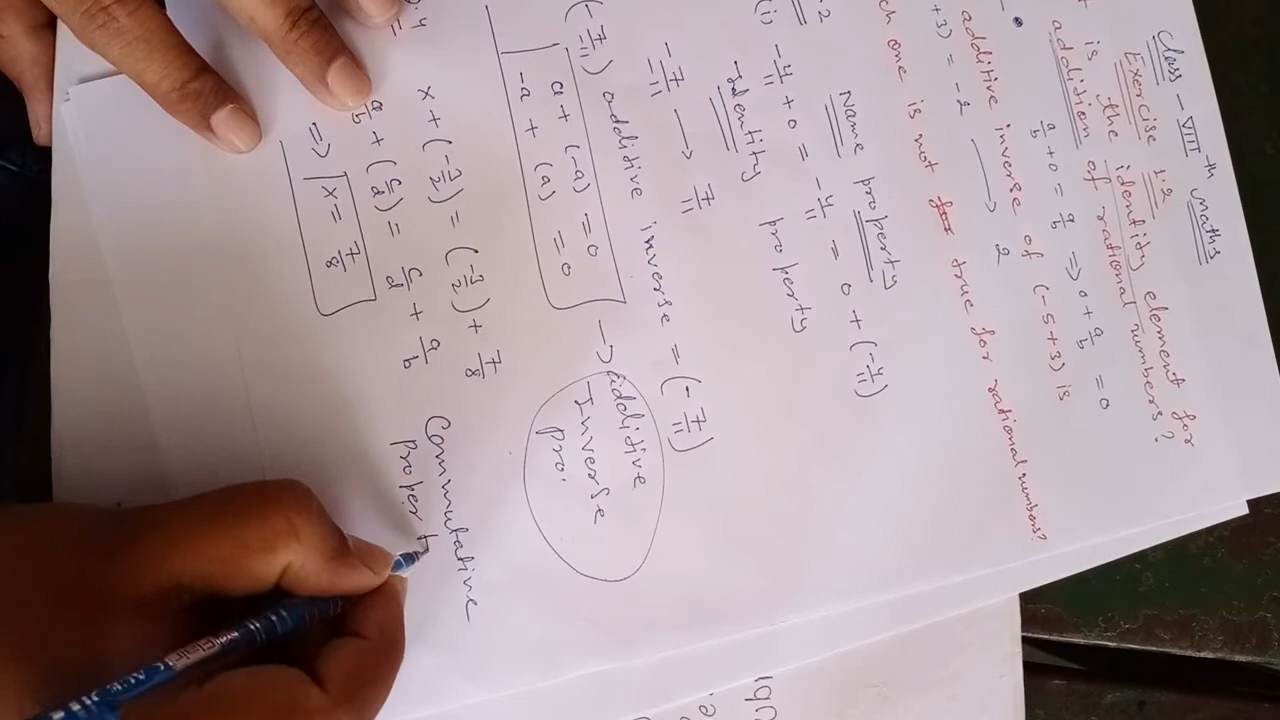 Class - VIII th Maths
Exercise 1.2
is the identity element for
addition of rational numbers?
a/b + 0 = a/b => 0 + a/b = 0
additive inverse of (-5+3) is
+3) = -2 → 2
ch one is not true for rational numbers?
.2 Name property
(i) -4/11 + 0 = -4/11 = 0 + (-4/11)
-Identity property
-7/11 → 7/11
(-7/11) additive inverse = (-7/11)
a + (-a) = 0 → additive
-a + (a) = 0 Inverse
pro.
x + (-3/2) = (-3/2) + 7/8 Commutative
a/b + (c/d) = c/d + a/b propert
=> x = 7/8